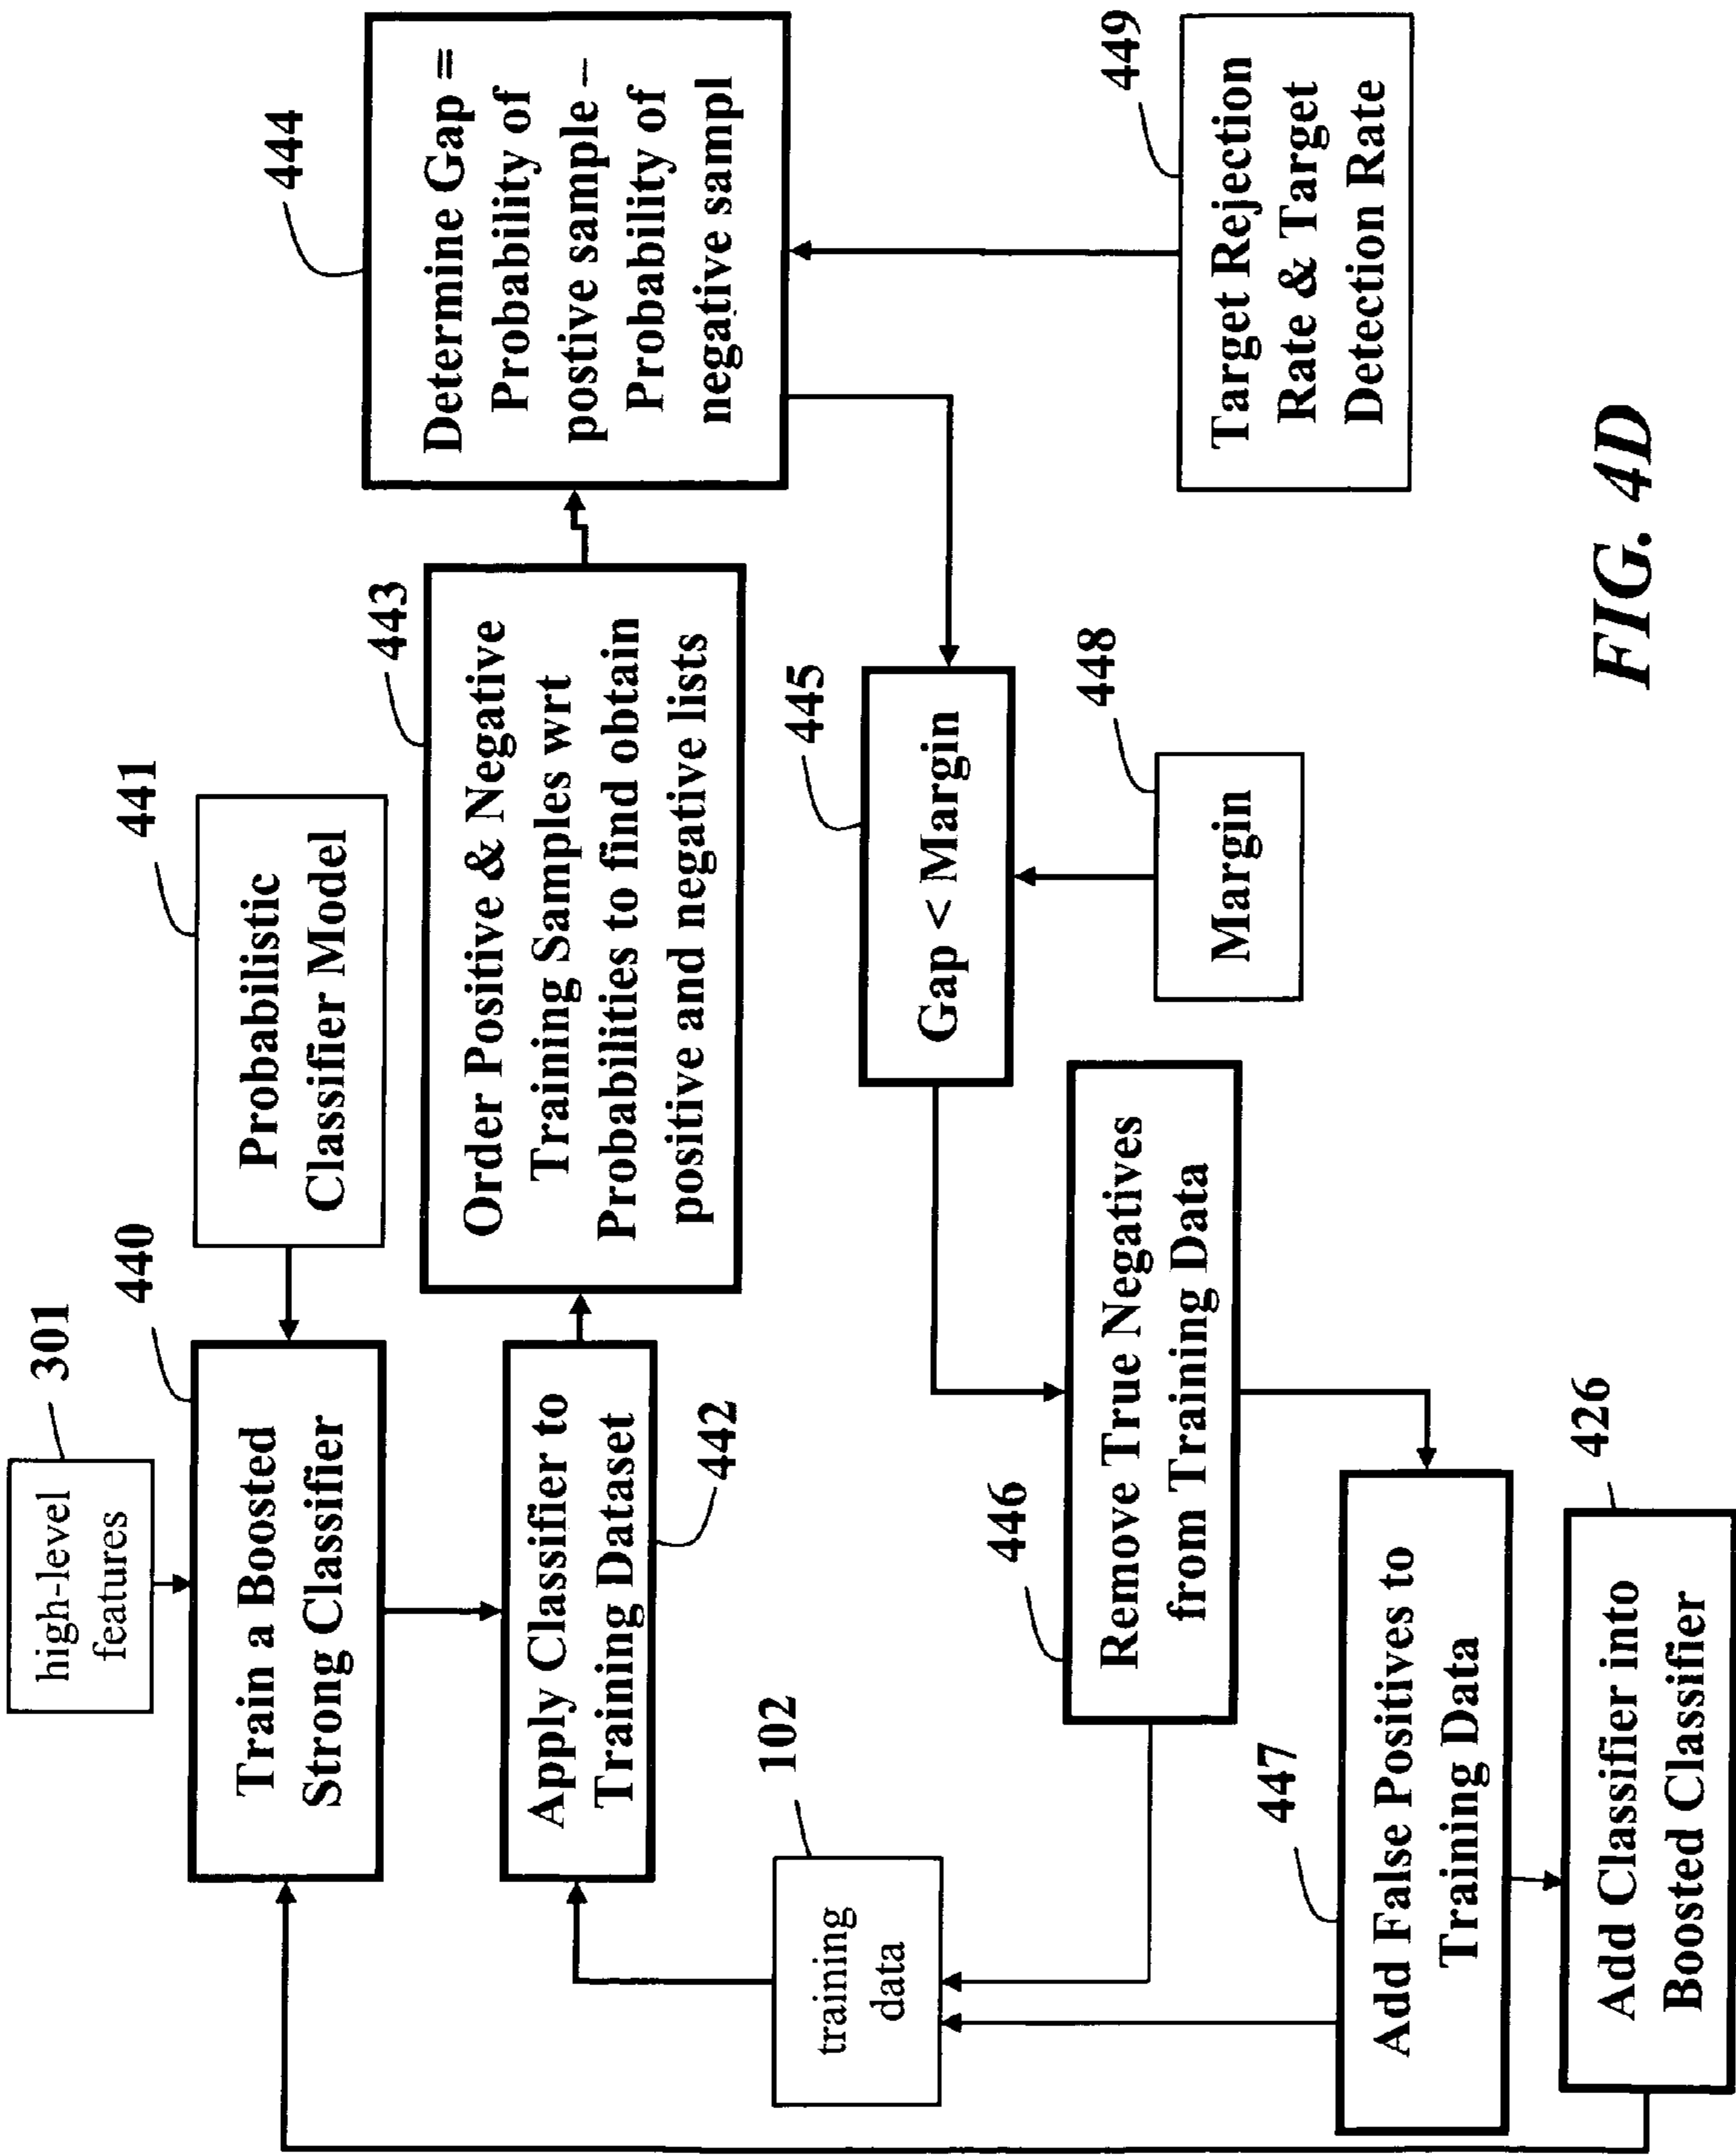 301
high-level
features
440
Train a Boosted
Strong Classifier
441
Probabilistic
Classifier Model
Apply Classifier to
Training Dataset
442
443
Order Positive & Negative
Training Samples wrt
Probabilities to find obtain
positive and negative lists
444
Determine Gap =
Probability of
postive sample –
Probability of
negative sampl
449
Target Rejection
Rate & Target
Detection Rate
445
Gap < Margin
448
Margin
446
Remove True Negatives
from Training Data
102
training
data
447
Add False Positives to
Training Data
426
Add Classifier into
Boosted Classifier
FIG. 4D